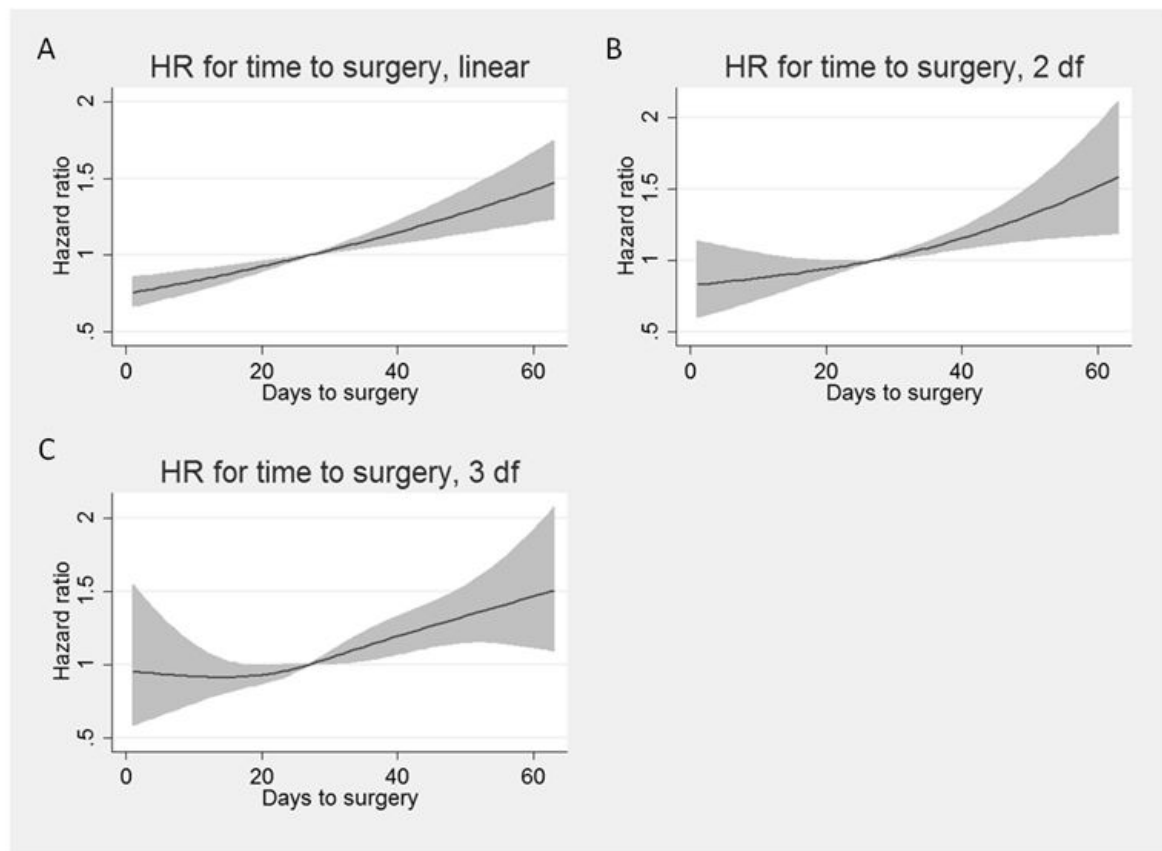 A
HR for time to surgery, linear
Hazard ratio
2
1.5
1
.5
0 20 40 60
Days to surgery
B
HR for time to surgery, 2 df
Hazard ratio
2
1.5
1
.5
0 20 40 60
Days to surgery
C
HR for time to surgery, 3 df
Hazard ratio
2
1.5
1
.5
0 20 40 60
Days to surgery